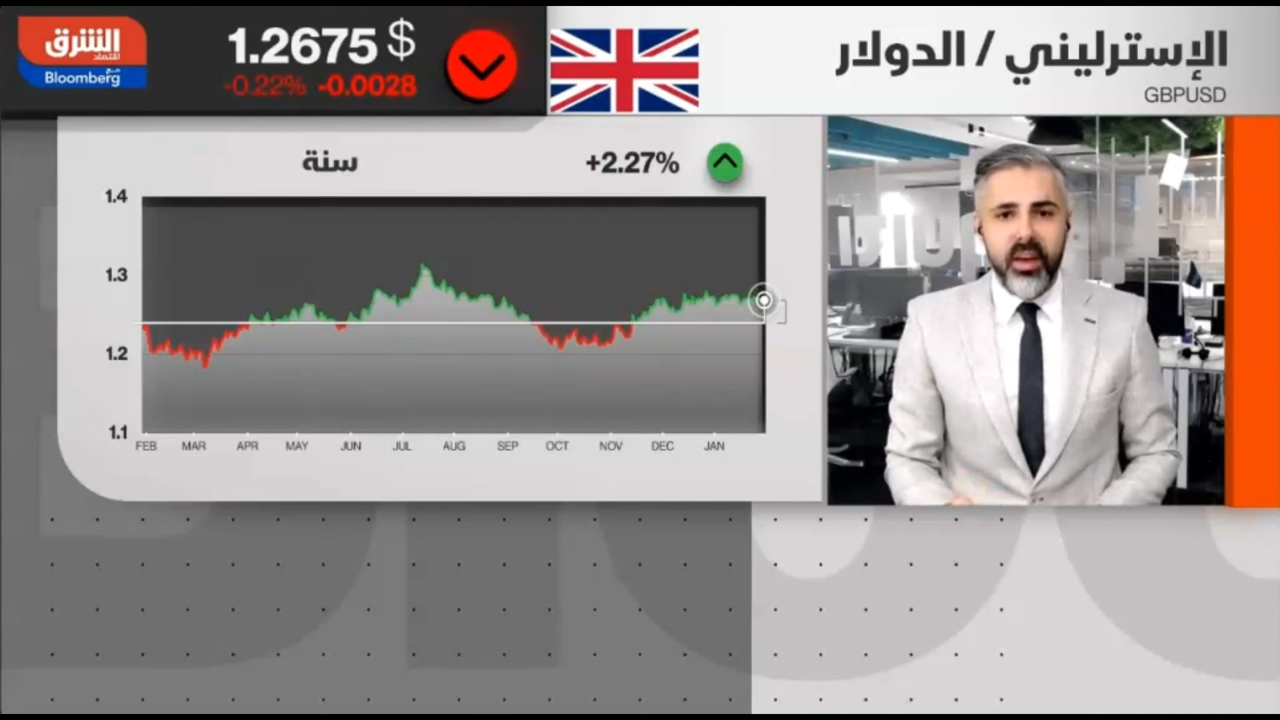 الشرق
اقتصاد
مع
Bloomberg
1.2675 $
-0.22% -0.0028
الإسترليني / الدولار
GBPUSD
سنة
+2.27%
1.4
1.3
1.2
1.1
FEB MAR APR MAY JUN JUL AUG SEP OCT NOV DEC JAN